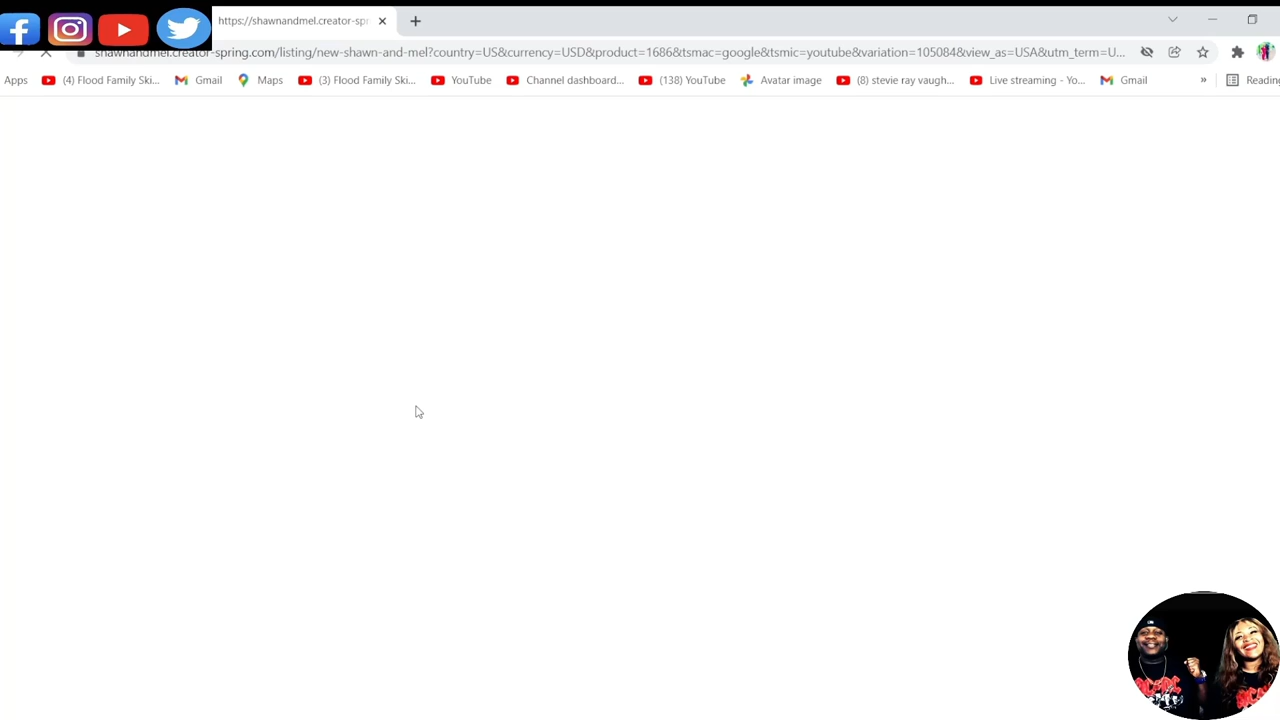 https://shawnandmel.creator-spr
shawnandmel.creator-spring.com/listing/new-shawn-and-mel?country=US&currency=USD&product=1686&tsmac=google&tsmic=youtube&variation=105084&view_as=USA&utm_term=U...
Apps (4) Flood Family Ski... Gmail Maps (3) Flood Family Ski... YouTube Channel dashboard... (138) YouTube Avatar image (8) stevie ray vaugh... Live streaming - Yo... Gmail » Reading